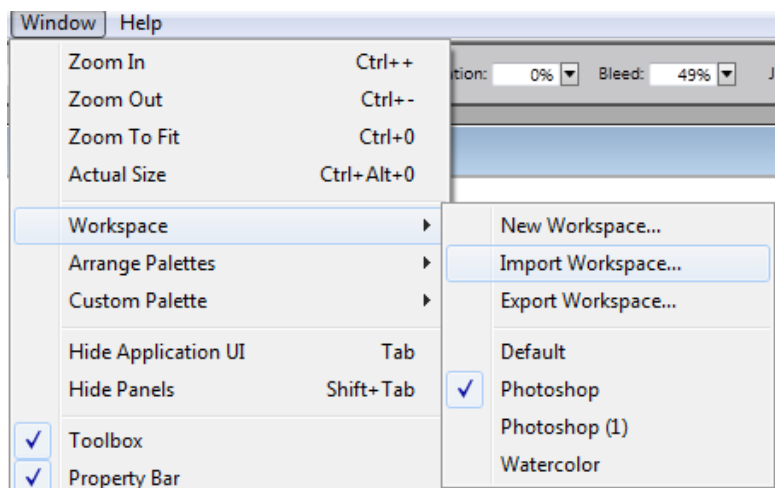 Window Help
Zoom In Ctrl++
Zoom Out Ctrl+-
Zoom To Fit Ctrl+0
Actual Size Ctrl+Alt+0
Workspace
Arrange Palettes
Custom Palette
Hide Application UI Tab
Hide Panels Shift+Tab
Toolbox
Property Bar
0% Bleed: 49%
New Workspace...
Import Workspace...
Export Workspace...
Default
Photoshop
Photoshop (1)
Watercolor